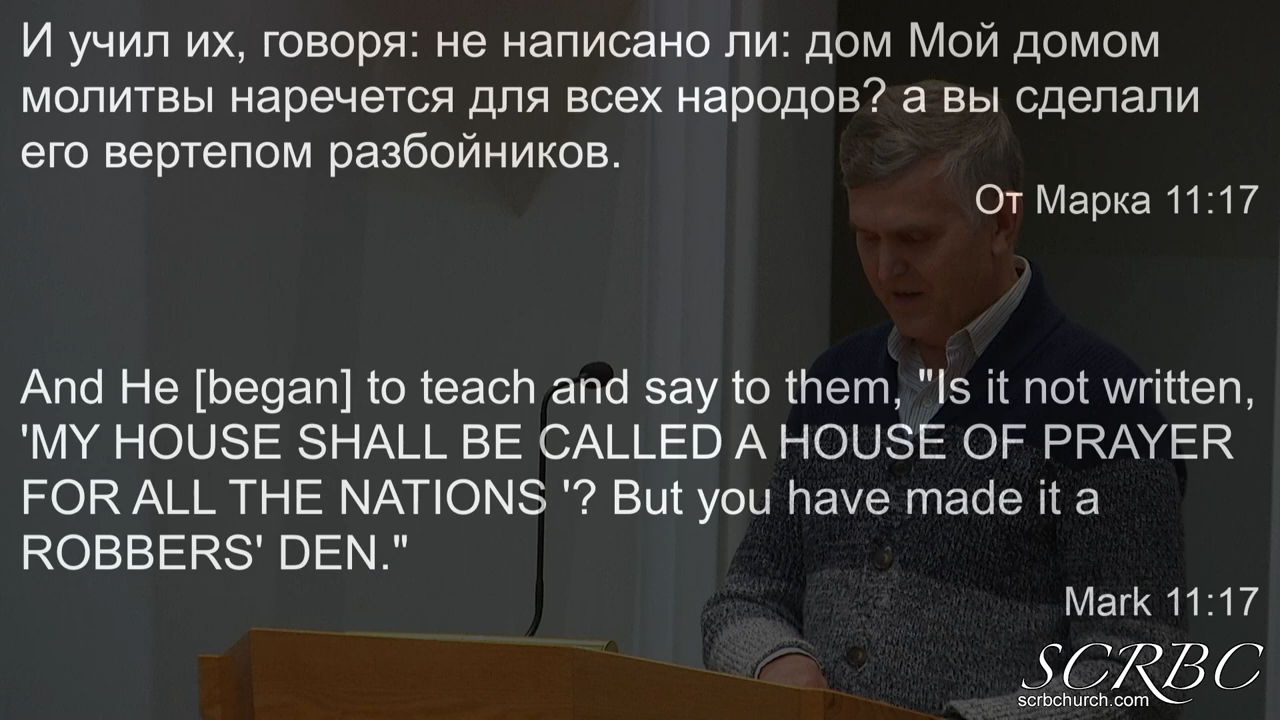 И учил их, говоря: не написано ли: дом Мой домом
молитвы наречется для всех народов? а вы сделали
его вертепом разбойников.
От Марка 11:17
And He [began] to teach and say to them, "Is it not written,
'MY HOUSE SHALL BE CALLED A HOUSE OF PRAYER
FOR ALL THE NATIONS '? But you have made it a
ROBBERS' DEN."
Mark 11:17
SCRBC
scrbchurch.com